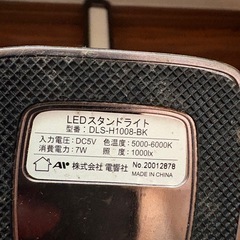 LEDスタンドライト
型番: DLS-H1008-BK
入力電圧: DC5V 色温度: 5000-6000K
消費電力: 7W 照 度: 1000lx
AV 株式会社 電響社 No.20012878
MADE IN CHINA